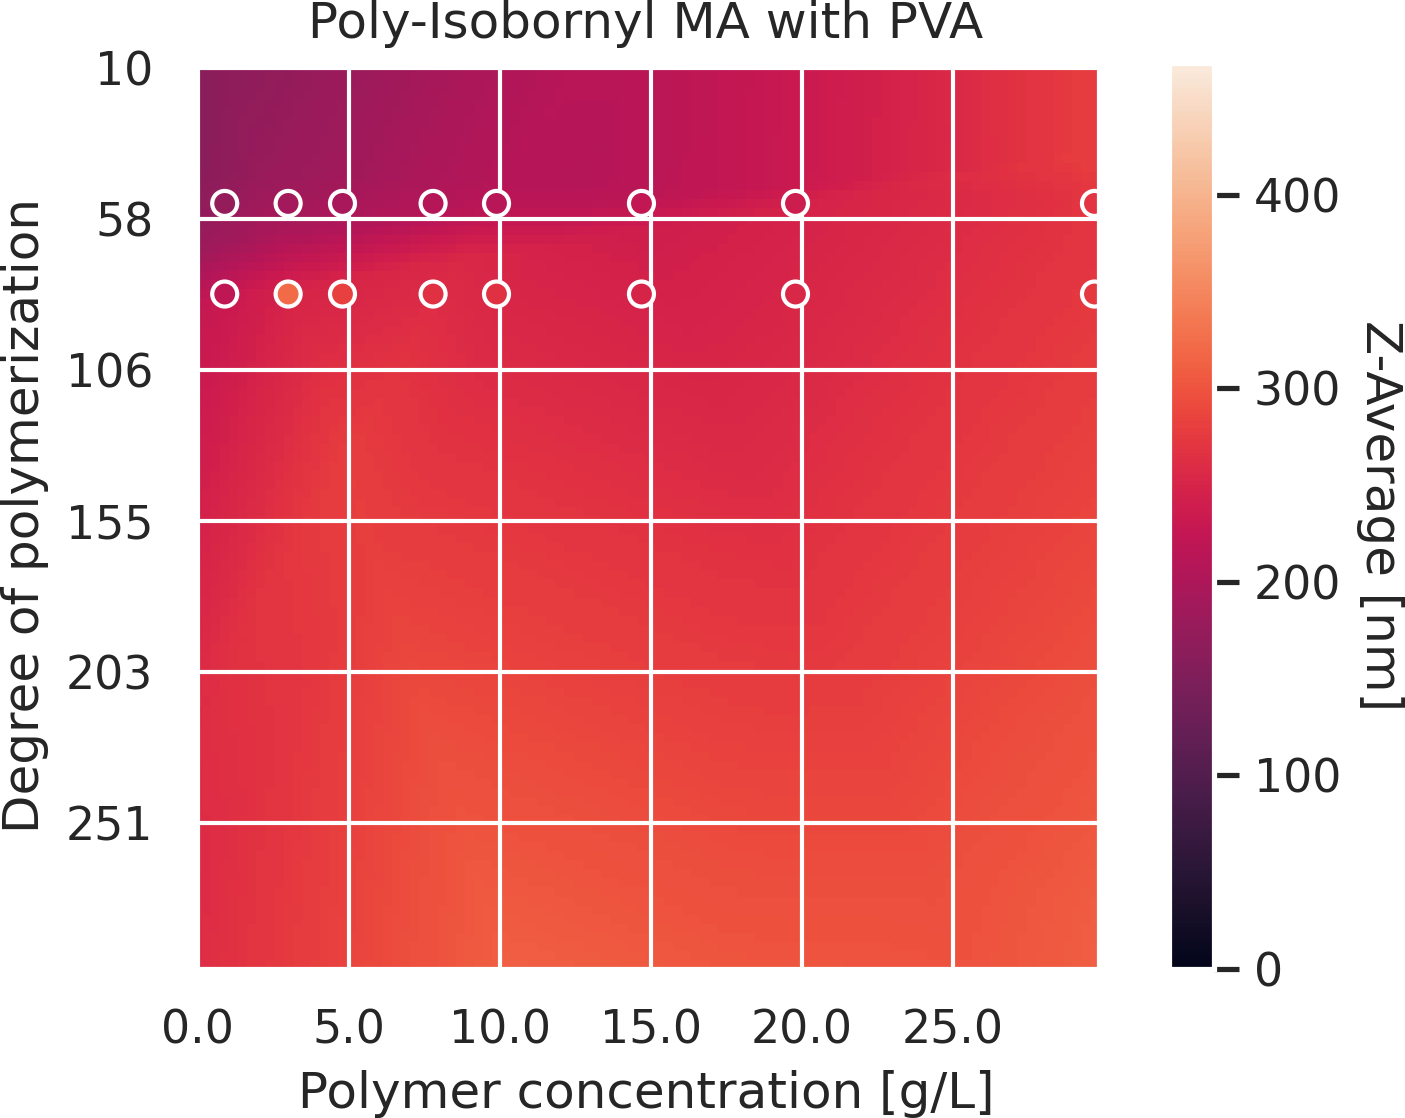 Poly-Isobornyl MA with PVA
10
58
106
155
203
251
Degree of polymerization
0.0 5.0 10.0 15.0 20.0 25.0
Polymer concentration [g/L]
400
300
200
100
0
Z-Average [nm]